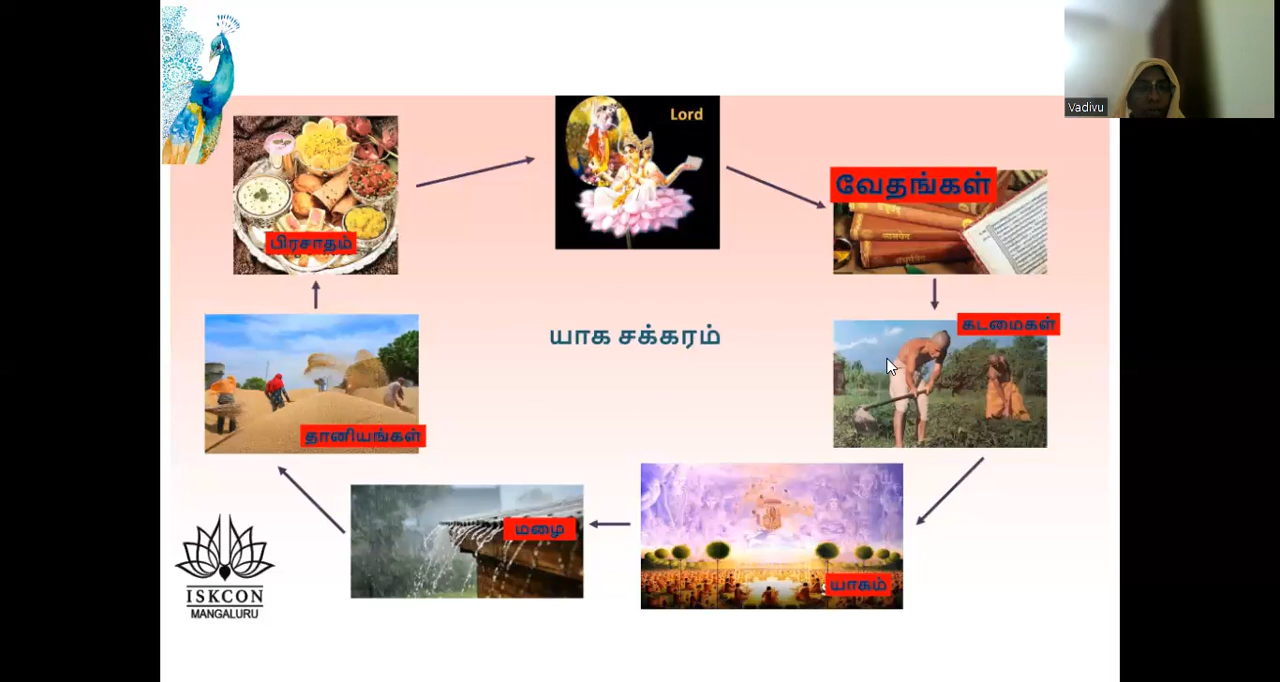 Lord
Vadivu
வேதங்கள்
பிரசாதம்
கடமைகள்
யாக சக்கரம்
தானியங்கள்
மழை
யாகம்
ISKCON
MANGALURU